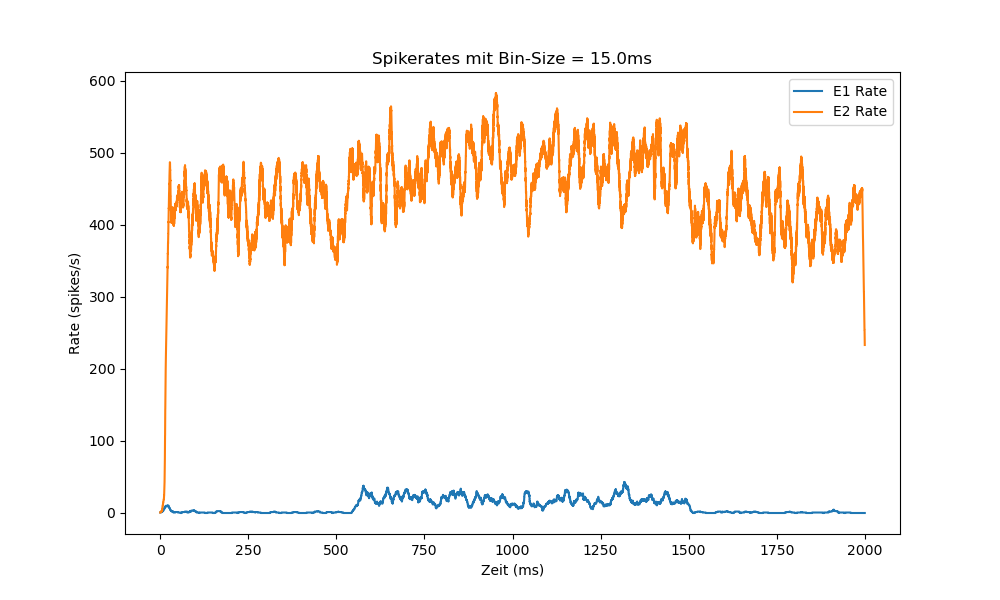 Spikerates mit Bin-Size = 15.0ms
E1 Rate
E2 Rate
600
500
400
300
200
100
0
Rate (spikes/s)
0 250 500 750 1000 1250 1500 1750 2000
Zeit (ms)